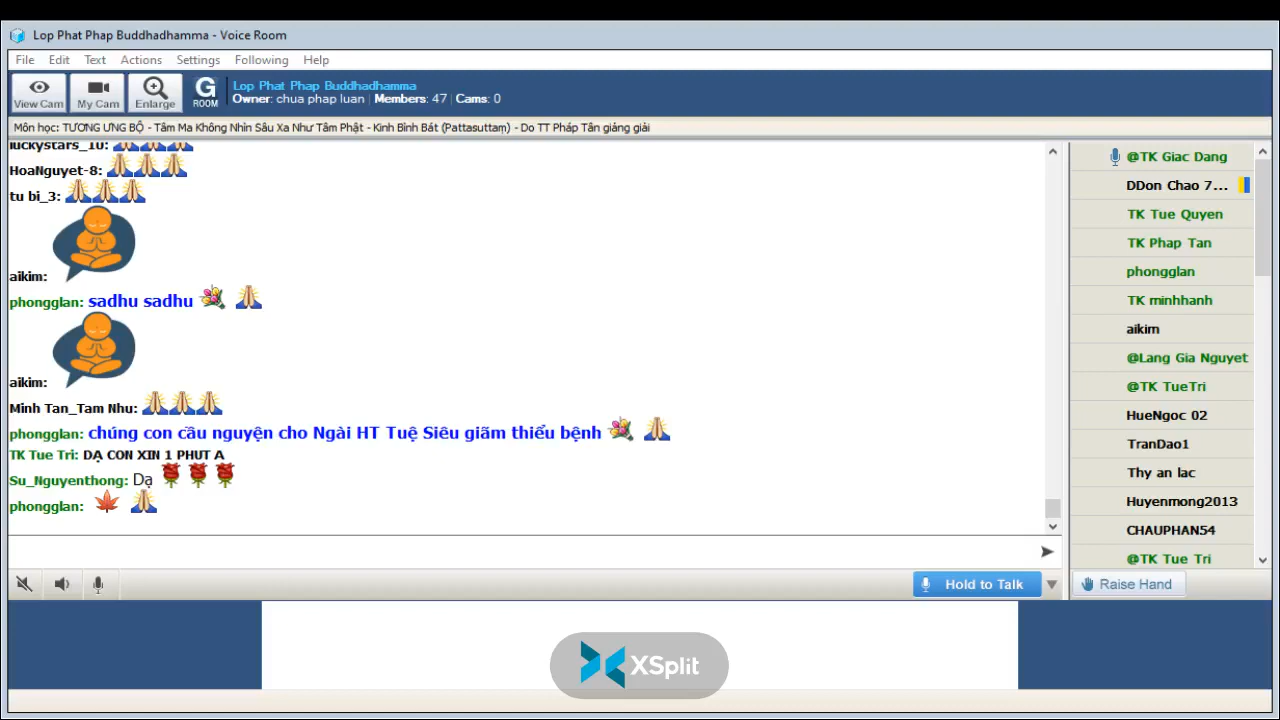 Lop Phat Phap Buddhadhamma - Voice Room
File Edit Text Actions Settings Following Help
View Cam My Cam Enlarge G ROOM
Lop Phat Phap Buddhadhamma
Owner: chua phap luan | Members: 47 | Cams: 0
Môn học: TƯƠNG ƯNG BỘ - Tâm Ma Không Nhìn Sâu Xa Như Tâm Phật - Kinh Bình Bát (Pattasuttaṃ) - Do TT Pháp Tân giảng giải
luckystars_10:
HoaNguyet-8:
tu bi_3:
aikim:
phongglan: sadhu sadhu
aikim:
Minh Tan_Tam Nhu:
phongglan: chúng con cầu nguyện cho Ngài HT Tuệ Siêu giãm thiểu bệnh
TK Tue Tri: DẠ CON XIN 1 PHUT A
Su_Nguyenthong: Dạ
phongglan:
@TK Giac Dang
DDon Chao 7...
TK Tue Quyen
TK Phap Tan
phongglan
TK minhhanh
aikim
@Lang Gia Nguyet
@TK TueTri
HueNgoc 02
TranDao1
Thy an lac
Huyenmong2013
CHAUPHAN54
@TK Tue Tri
Hold to Talk
Raise Hand
XSplit